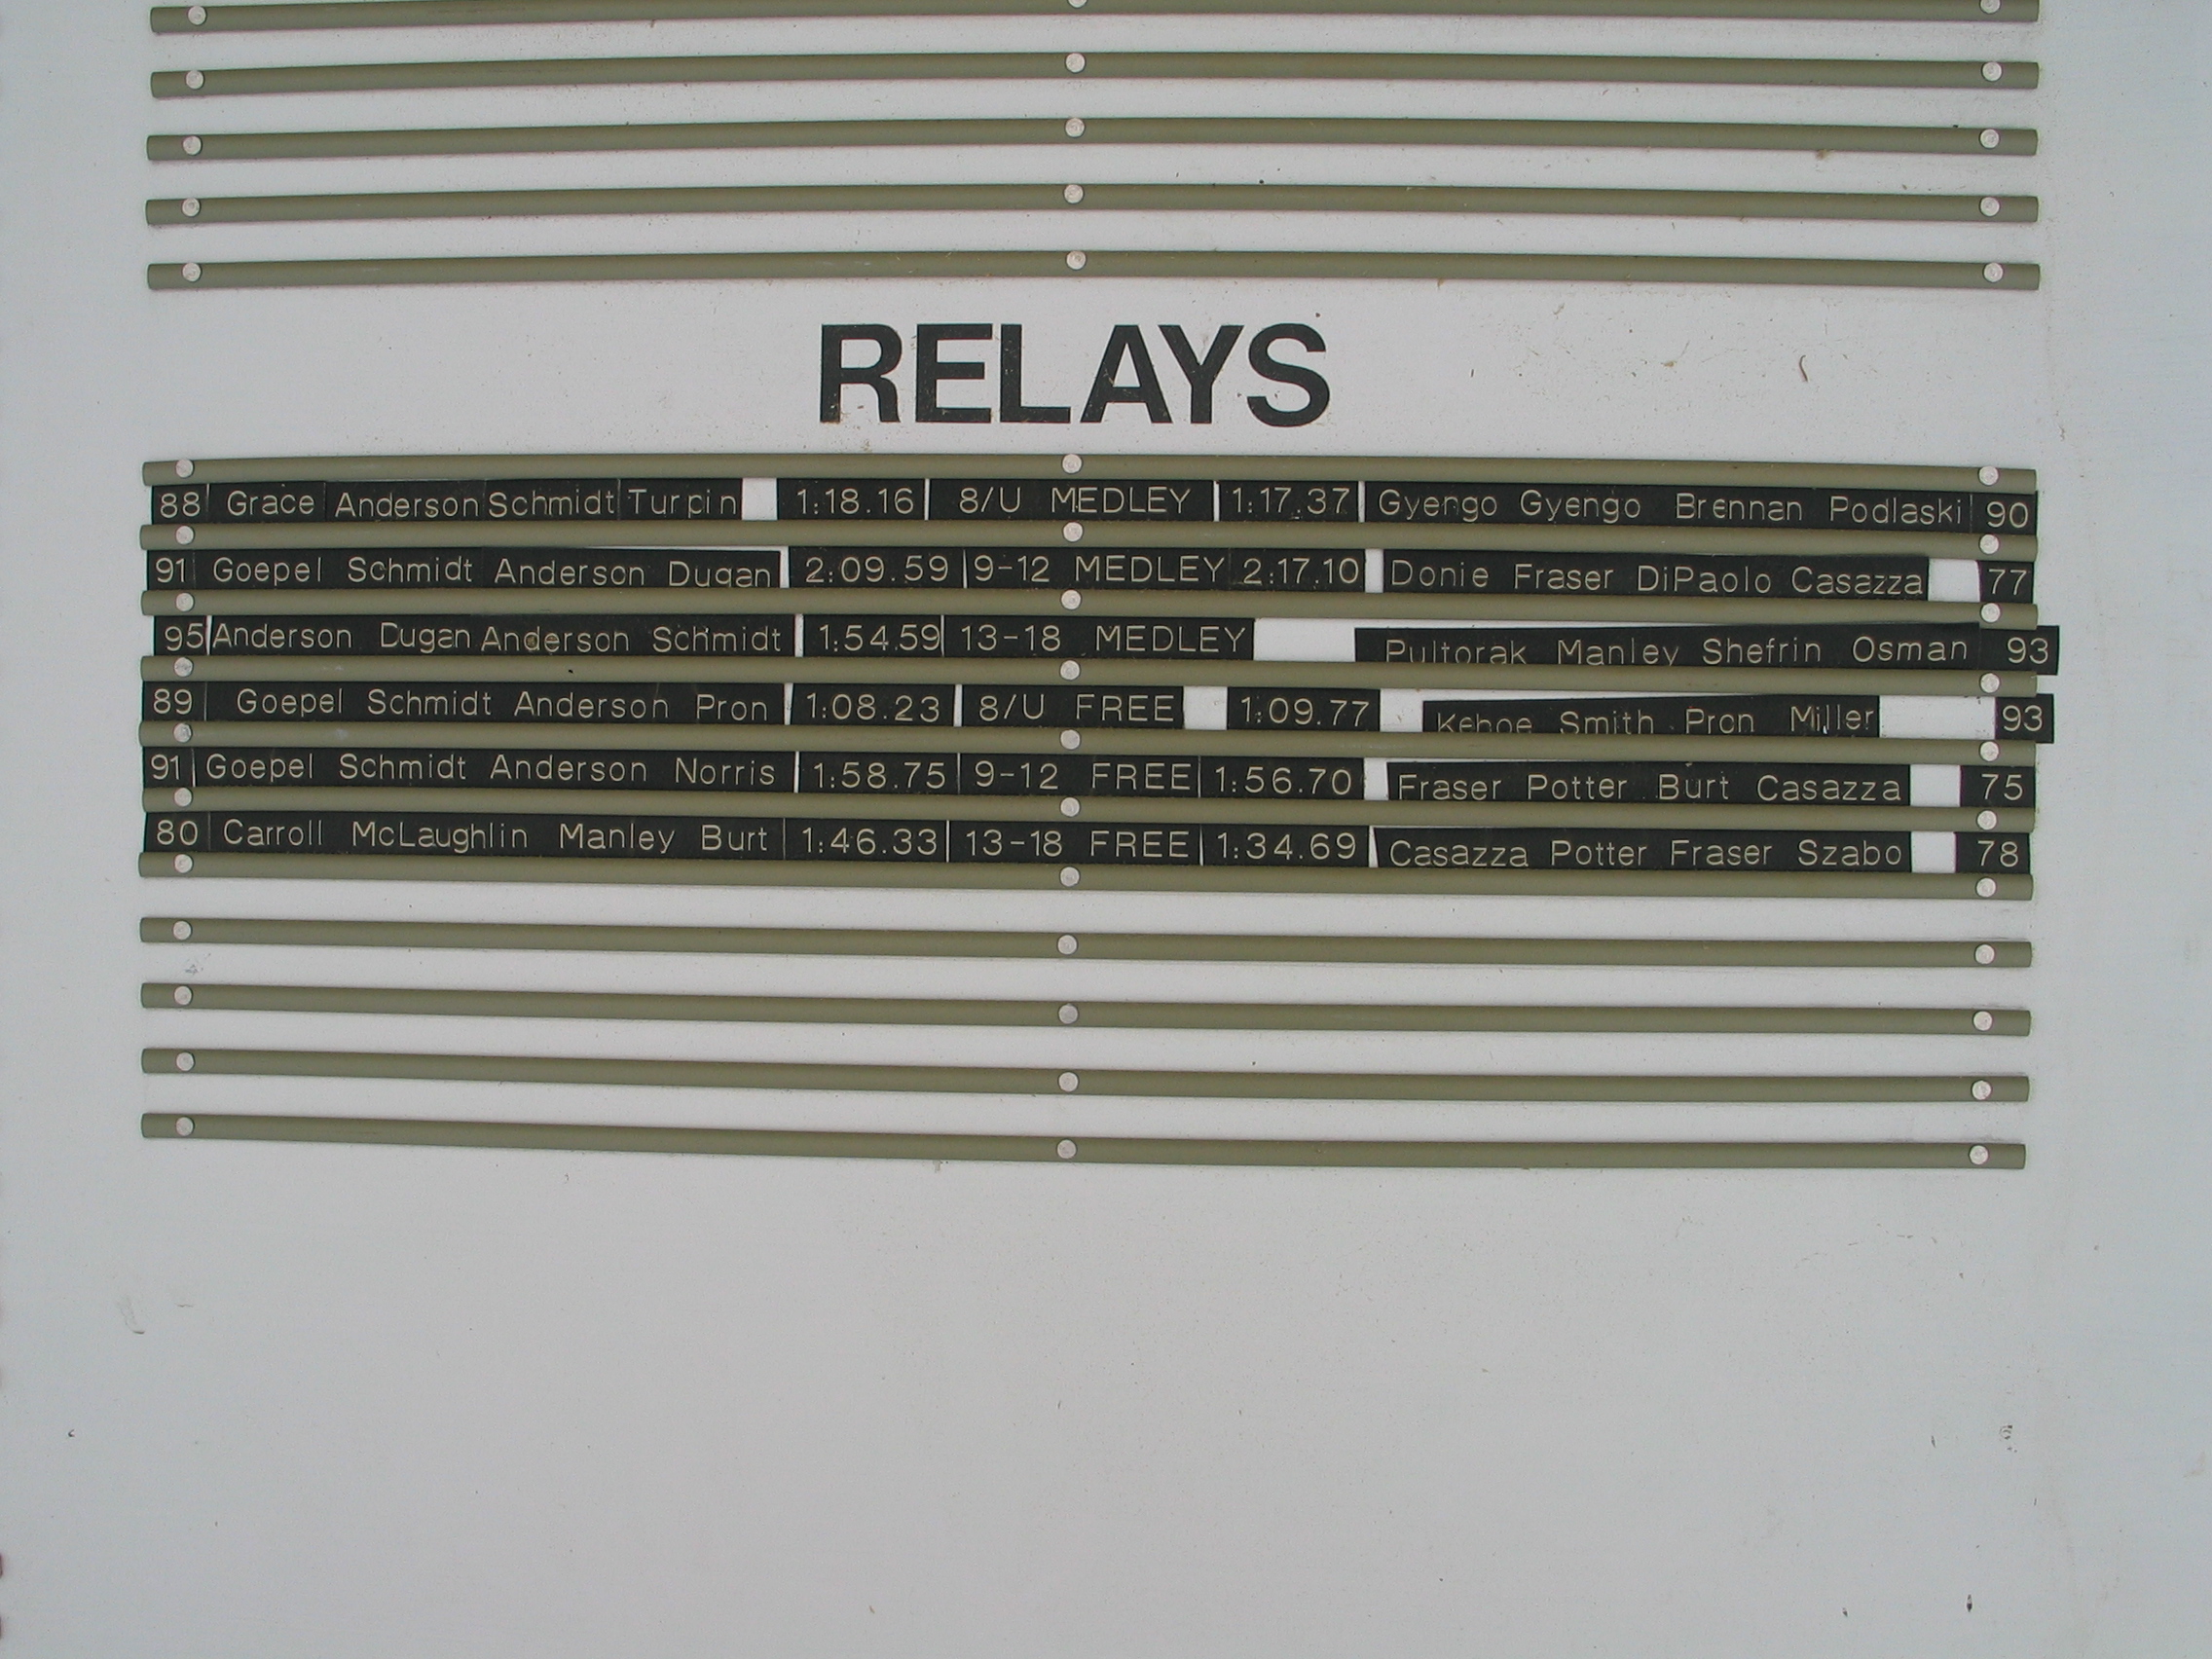 RELAYS
88 Grace Anderson Schmidt Turpin 1:18.16 8/U MEDLEY 1:17.37 Gyengo Gyengo Brennan Podlaski 90
91 Goepel Schmidt Anderson Dugan 2:09.59 9-12 MEDLEY 2:17.10 Donie Fraser DiPaolo Casazza 77
95 Anderson Dugan Anderson Schmidt 1:54.59 13-18 MEDLEY Pultorak Manley Shefrin Osman 93
89 Goepel Schmidt Anderson Pron 1:08.23 8/U FREE 1:09.77 Kehoe Smith Pron Miller 93
91 Goepel Schmidt Anderson Norris 1:58.75 9-12 FREE 1:56.70 Fraser Potter Burt Casazza 75
80 Carroll McLaughlin Manley Burt 1:46.33 13-18 FREE 1:34.69 Casazza Potter Fraser Szabo 78